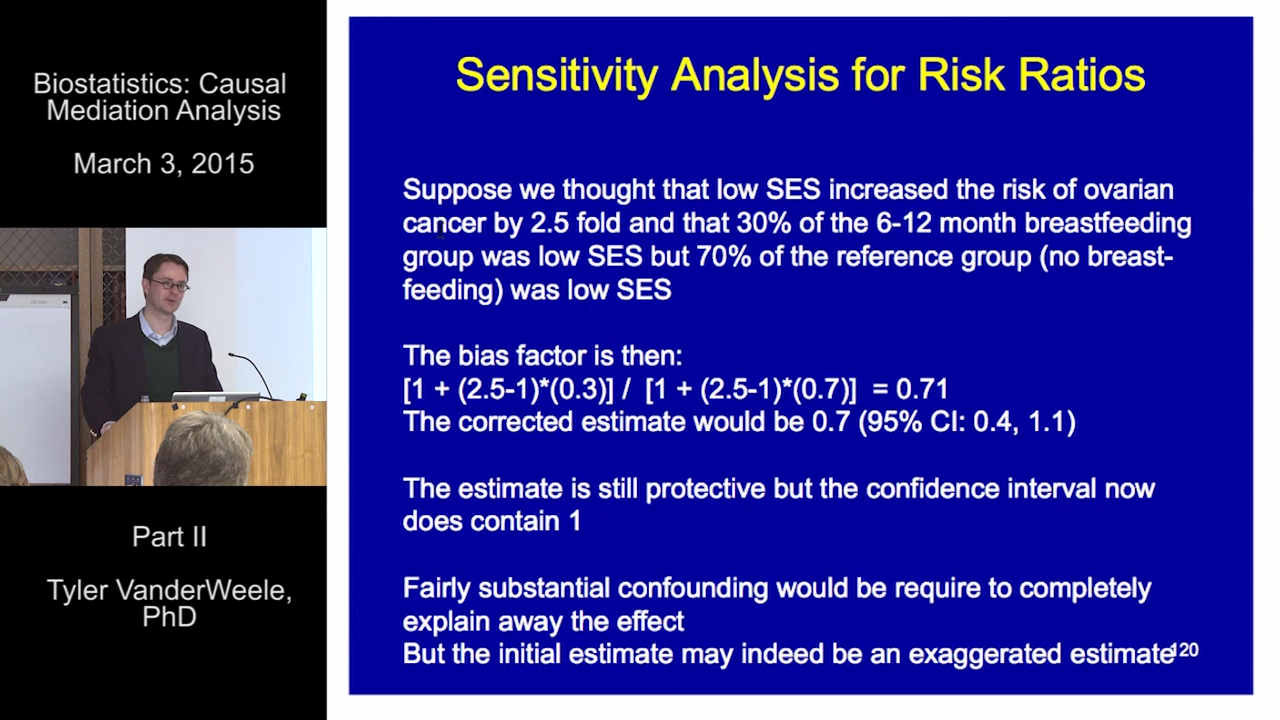 Biostatistics: Causal
Mediation Analysis
March 3, 2015
Part II
Tyler VanderWeele,
PhD
Sensitivity Analysis for Risk Ratios
Suppose we thought that low SES increased the risk of ovarian
cancer by 2.5 fold and that 30% of the 6-12 month breastfeeding
group was low SES but 70% of the reference group (no breast-
feeding) was low SES
The bias factor is then:
[1 + (2.5-1)*(0.3)] / [1 + (2.5-1)*(0.7)] = 0.71
The corrected estimate would be 0.7 (95% CI: 0.4, 1.1)
The estimate is still protective but the confidence interval now
does contain 1
Fairly substantial confounding would be require to completely
explain away the effect
But the initial estimate may indeed be an exaggerated estimate
120